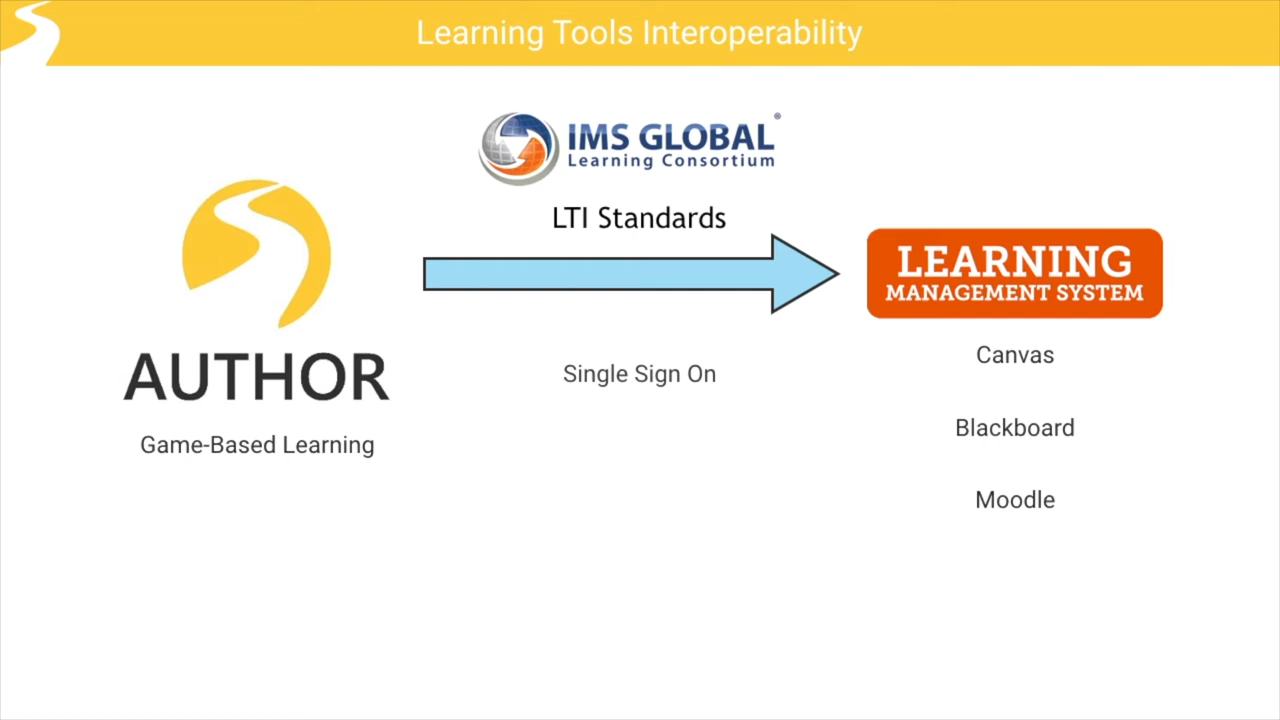 Learning Tools Interoperability
IMS GLOBAL®
Learning Consortium
LTI Standards
AUTHOR
Game-Based Learning
Single Sign On
LEARNING
MANAGEMENT SYSTEM
Canvas
Blackboard
Moodle